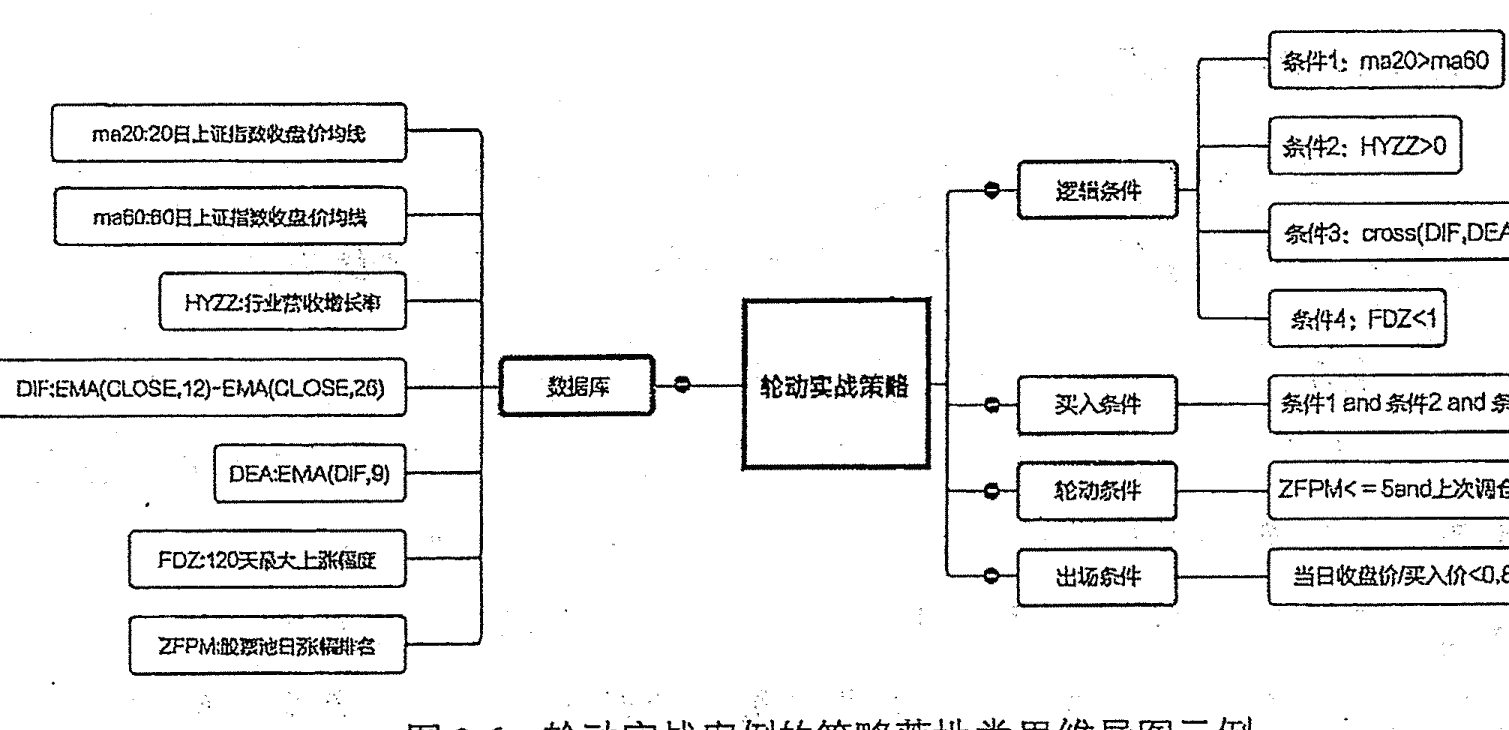 ma20:20日上证指数收盘价均线
ma60:60日上证指数收盘价均线
HYZZ:行业营收增长率
DIF:EMA(CLOSE,12)-EMA(CLOSE,26)
DEA:EMA(DIF,9)
FDZ:120天最大上涨幅度
ZFPM:股票池日涨幅排名
数据库
轮动实战策略
逻辑条件
条件1：ma20>ma60
条件2：HYZZ>0
条件3：cross(DIF,DEA
条件4；FDZ<1
买入条件
条件1 and 条件2 and 条
轮动条件
ZFPM<=5and上次调仓
出场条件
当日收盘价/买入价<0.